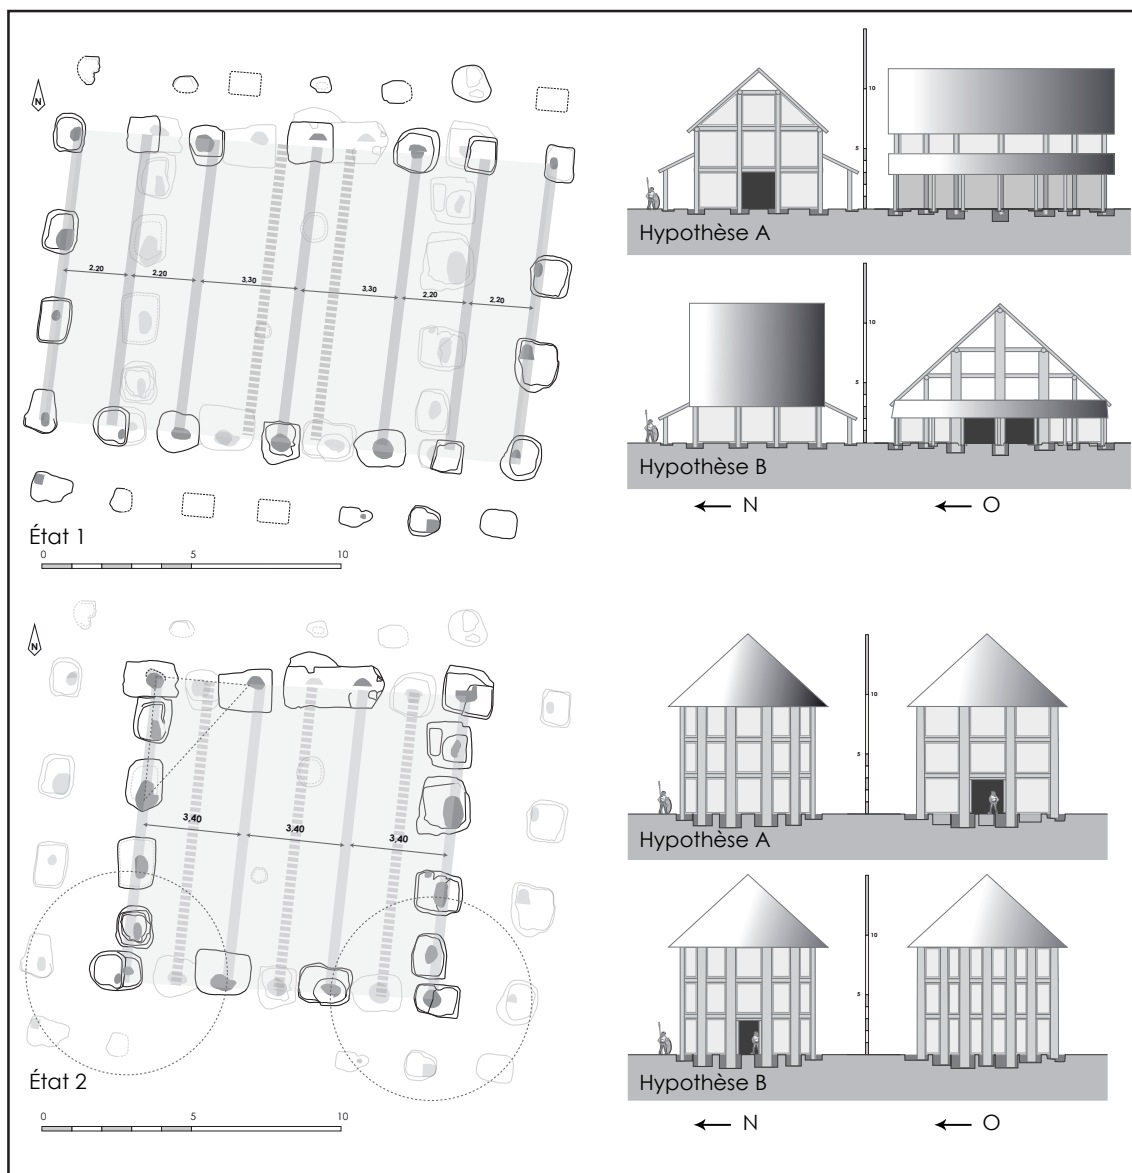 N
2.20 2.20 3,30 3,30 2.20 2.20
État 1
0 5 10
10
5
Hypothèse A
10
5
Hypothèse B
← N ← O
N
3,40 3,40 3,40
État 2
0 5 10
10
5
Hypothèse A
10
5
Hypothèse B
← N ← O